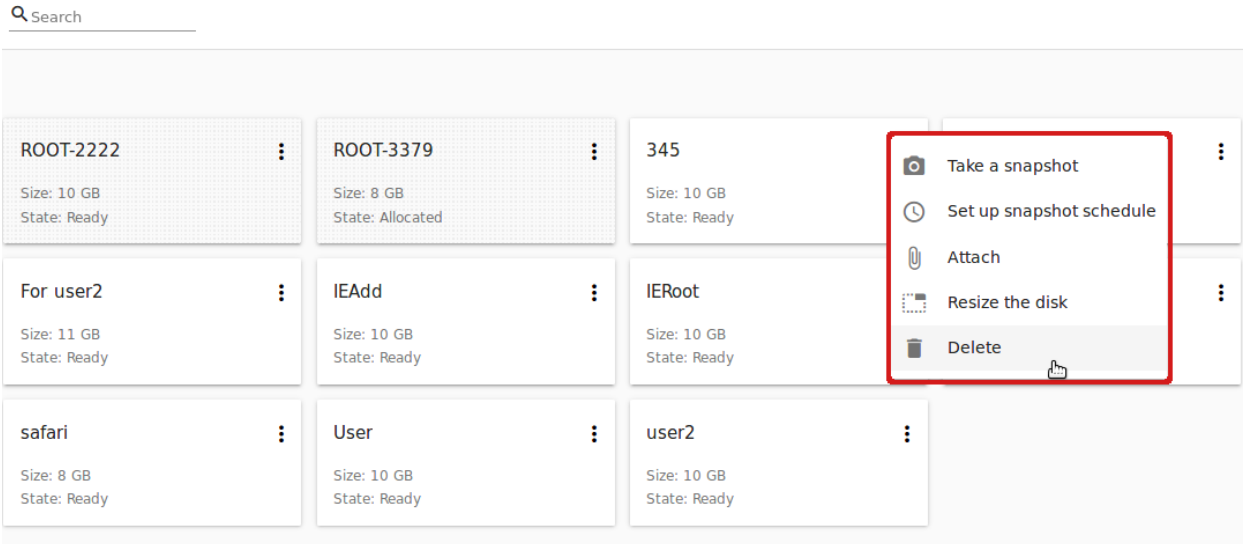 Search
ROOT-2222
Size: 10 GB
State: Ready
ROOT-3379
Size: 8 GB
State: Allocated
345
Size: 10 GB
State: Ready
Take a snapshot
Set up snapshot schedule
Attach
Resize the disk
Delete
For user2
Size: 11 GB
State: Ready
IEAdd
Size: 10 GB
State: Ready
IERoot
Size: 10 GB
State: Ready
safari
Size: 8 GB
State: Ready
User
Size: 10 GB
State: Ready
user2
Size: 10 GB
State: Ready